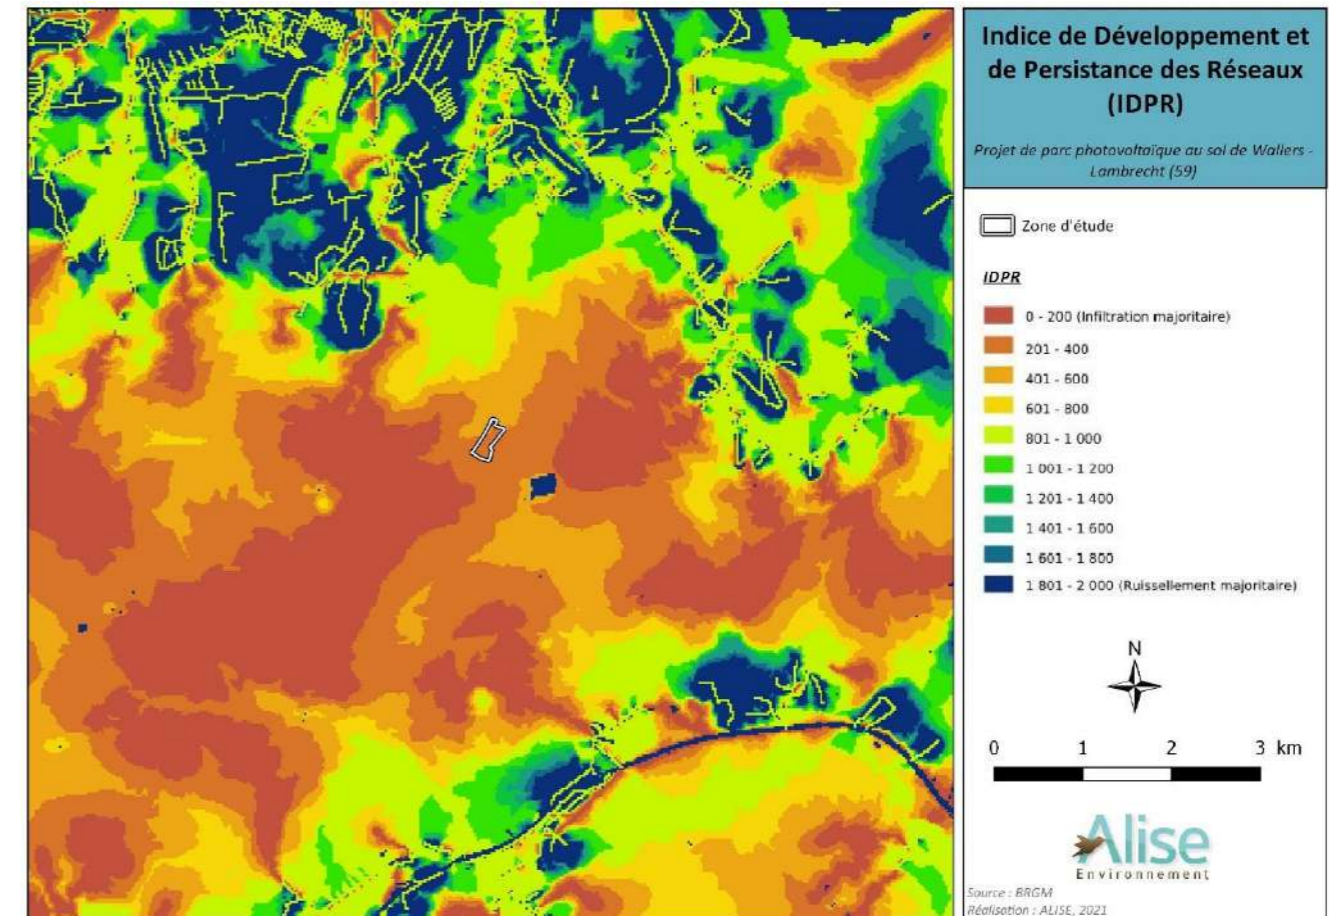 Indice de Développement et
de Persistance des Réseaux
(IDPR)
Projet de parc photovoltaïque au sol de Wallers -
Lambrecht (59)
Zone d'étude
IDPR
0 - 200 (Infiltration majoritaire)
201 - 400
401 - 600
601 - 800
801 - 1 000
1 001 - 1 200
1 201 - 1 400
1 401 - 1 600
1 601 - 1 800
1 801 - 2 000 (Ruissellement majoritaire)
N
0 1 2 3 km
Alise
Environnement
Source : BRGM
Réalisation : ALISE, 2021